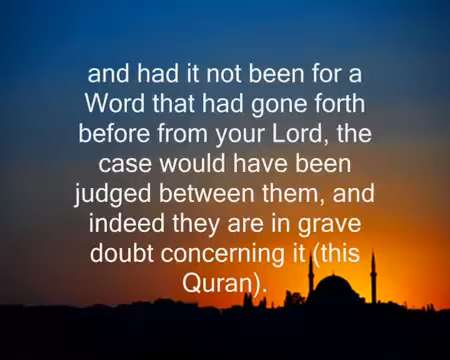 and had it not been for a
Word that had gone forth
before from your Lord, the
case would have been
judged between them, and
indeed they are in grave
doubt concerning it (this
Quran).